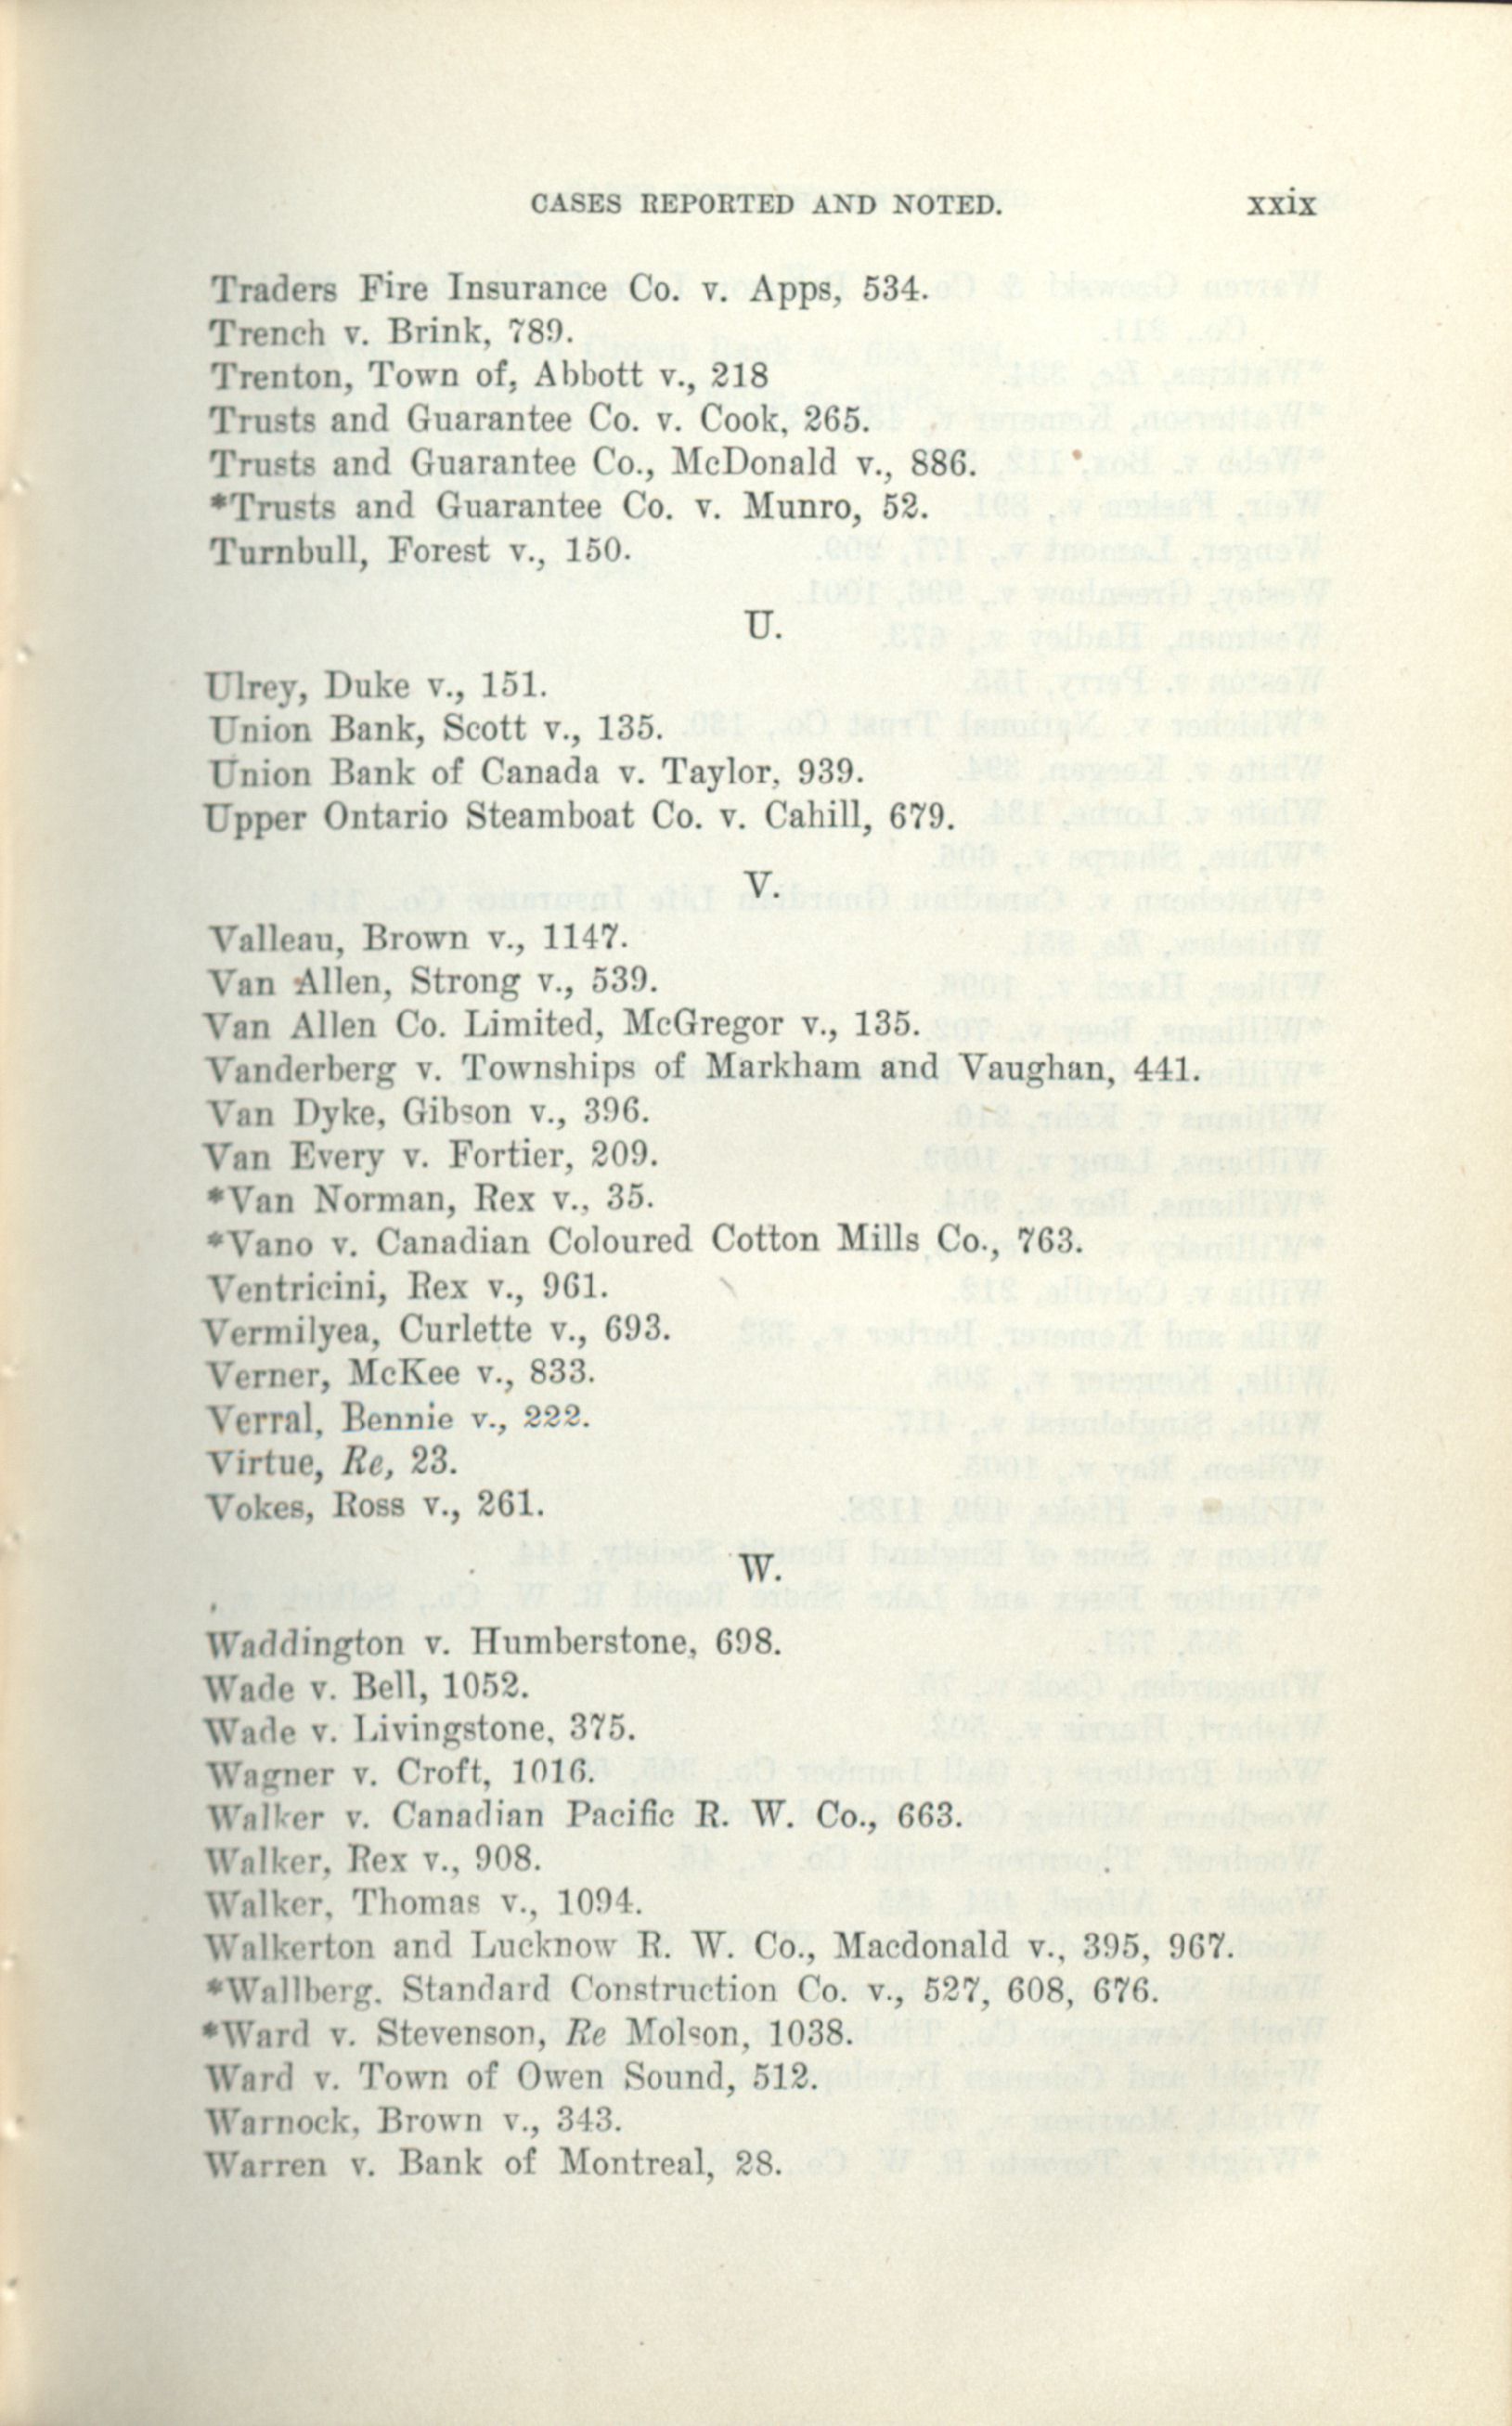 CASES REPORTED AND NOTED. xxix
Traders Fire Insurance Co. v. Apps, 534.
Trench v. Brink, 789.
Trenton, Town of, Abbott v., 218
Trusts and Guarantee Co. v. Cook, 265.
Trusts and Guarantee Co., McDonald v., 886.
*Trusts and Guarantee Co. v. Munro, 52.
Turnbull, Forest v., 150.
U.
Ulrey, Duke v., 151.
Union Bank, Scott v., 135.
Union Bank of Canada v. Taylor, 939.
Upper Ontario Steamboat Co. v. Cahill, 679.
V.
Valleau, Brown v., 1147.
Van Allen, Strong v., 539.
Van Allen Co. Limited, McGregor v., 135.
Vanderberg v. Townships of Markham and Vaughan, 441.
Van Dyke, Gibson v., 396.
Van Every v. Fortier, 209.
*Van Norman, Rex v., 35.
*Vano v. Canadian Coloured Cotton Mills Co., 763.
Ventricini, Rex v., 961.
Vermilyea, Curlette v., 693.
Verner, McKee v., 833.
Verral, Bennie v., 222.
Virtue, Re, 23.
Vokes, Ross v., 261.
W.
Waddington v. Humberstone, 698.
Wade v. Bell, 1052.
Wade v. Livingstone, 375.
Wagner v. Croft, 1016.
Walker v. Canadian Pacific R. W. Co., 663.
Walker, Rex v., 908.
Walker, Thomas v., 1094.
Walkerton and Lucknow R. W. Co., Macdonald v., 395, 967.
*Wallberg. Standard Construction Co. v., 527, 608, 676.
*Ward v. Stevenson, Re Molson, 1038.
Ward v. Town of Owen Sound, 512.
Warnock, Brown v., 343.
Warren v. Bank of Montreal, 28.